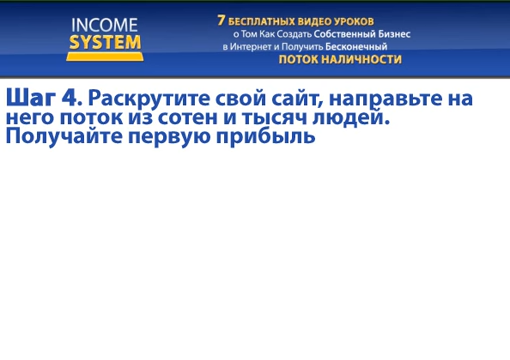 INCOME
SYSTEM
7 БЕСПЛАТНЫХ ВИДЕО УРОКОВ
о Том Как Создать Собственный Бизнес
в Интернет и Получить Бесконечный
ПОТОК НАЛИЧНОСТИ
Шаг 4. Раскрутите свой сайт, направьте на
него поток из сотен и тысяч людей.
Получайте первую прибыль